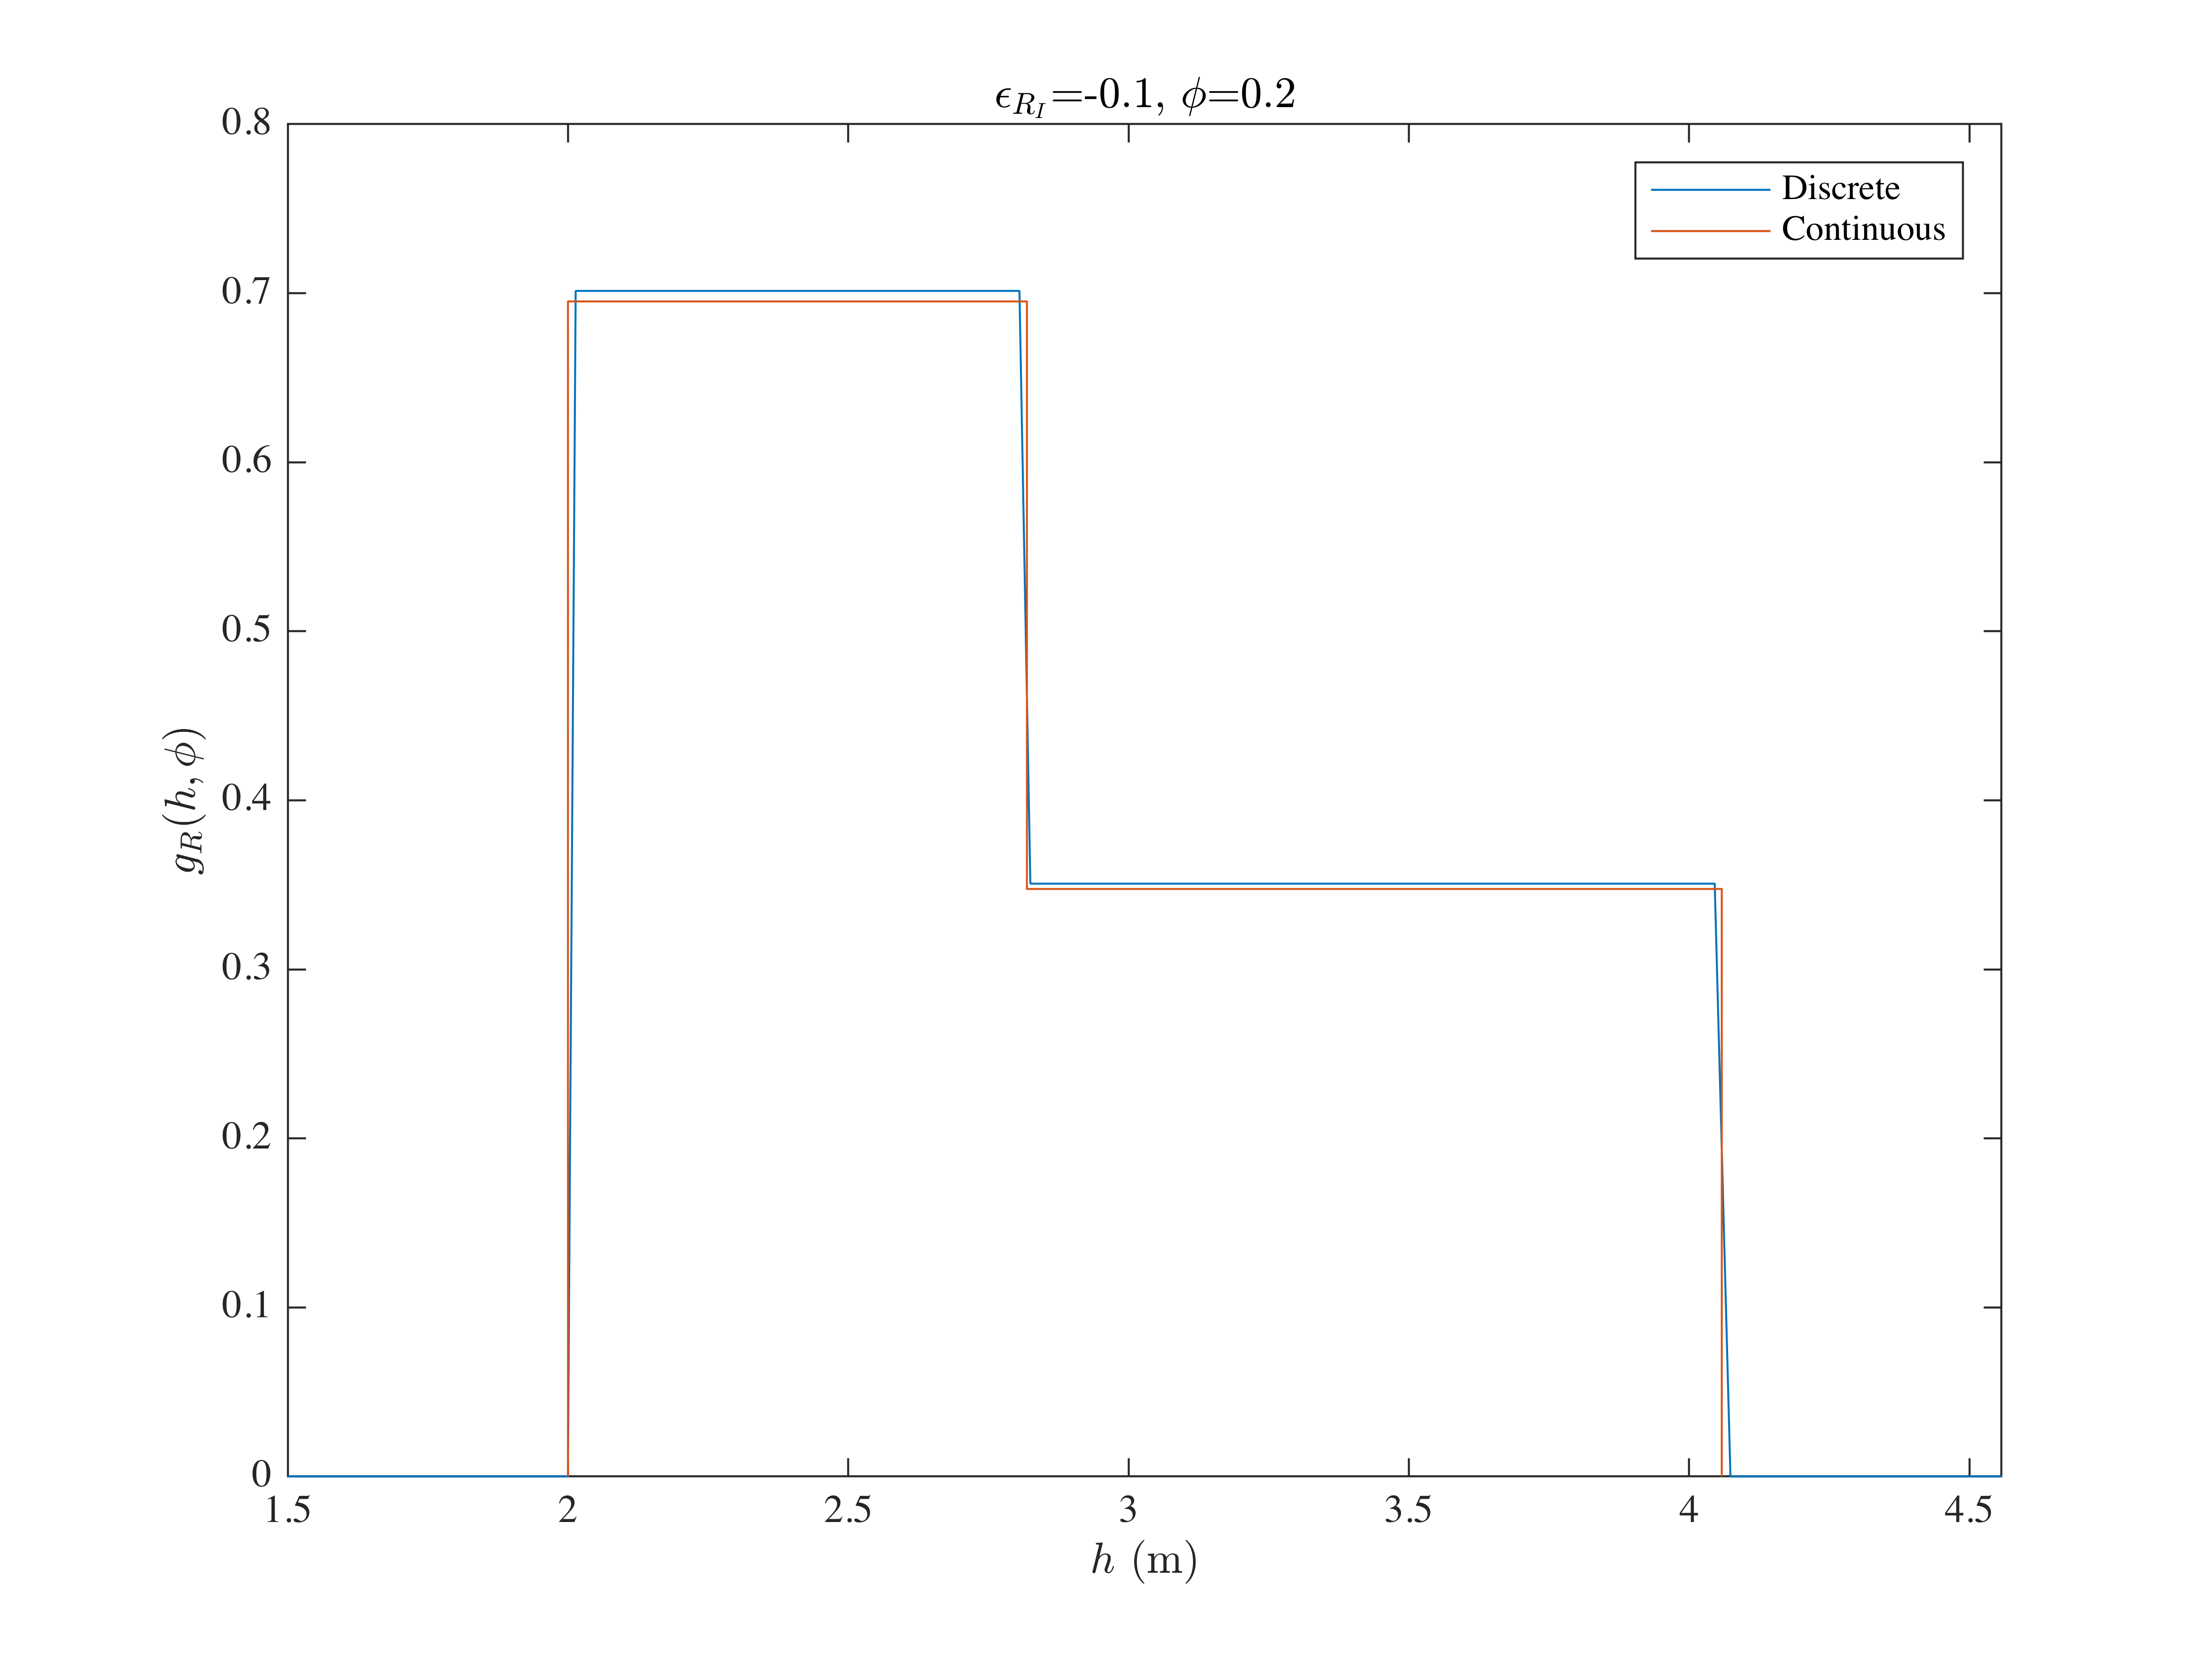 ϵ_{R_I}=-0.1, ϕ=0.2
Discrete
Continuous
0.8
0.7
0.6
0.5
0.4
0.3
0.2
0.1
0
g_R(h, ϕ)
1.5 2 2.5 3 3.5 4 4.5
h (m)